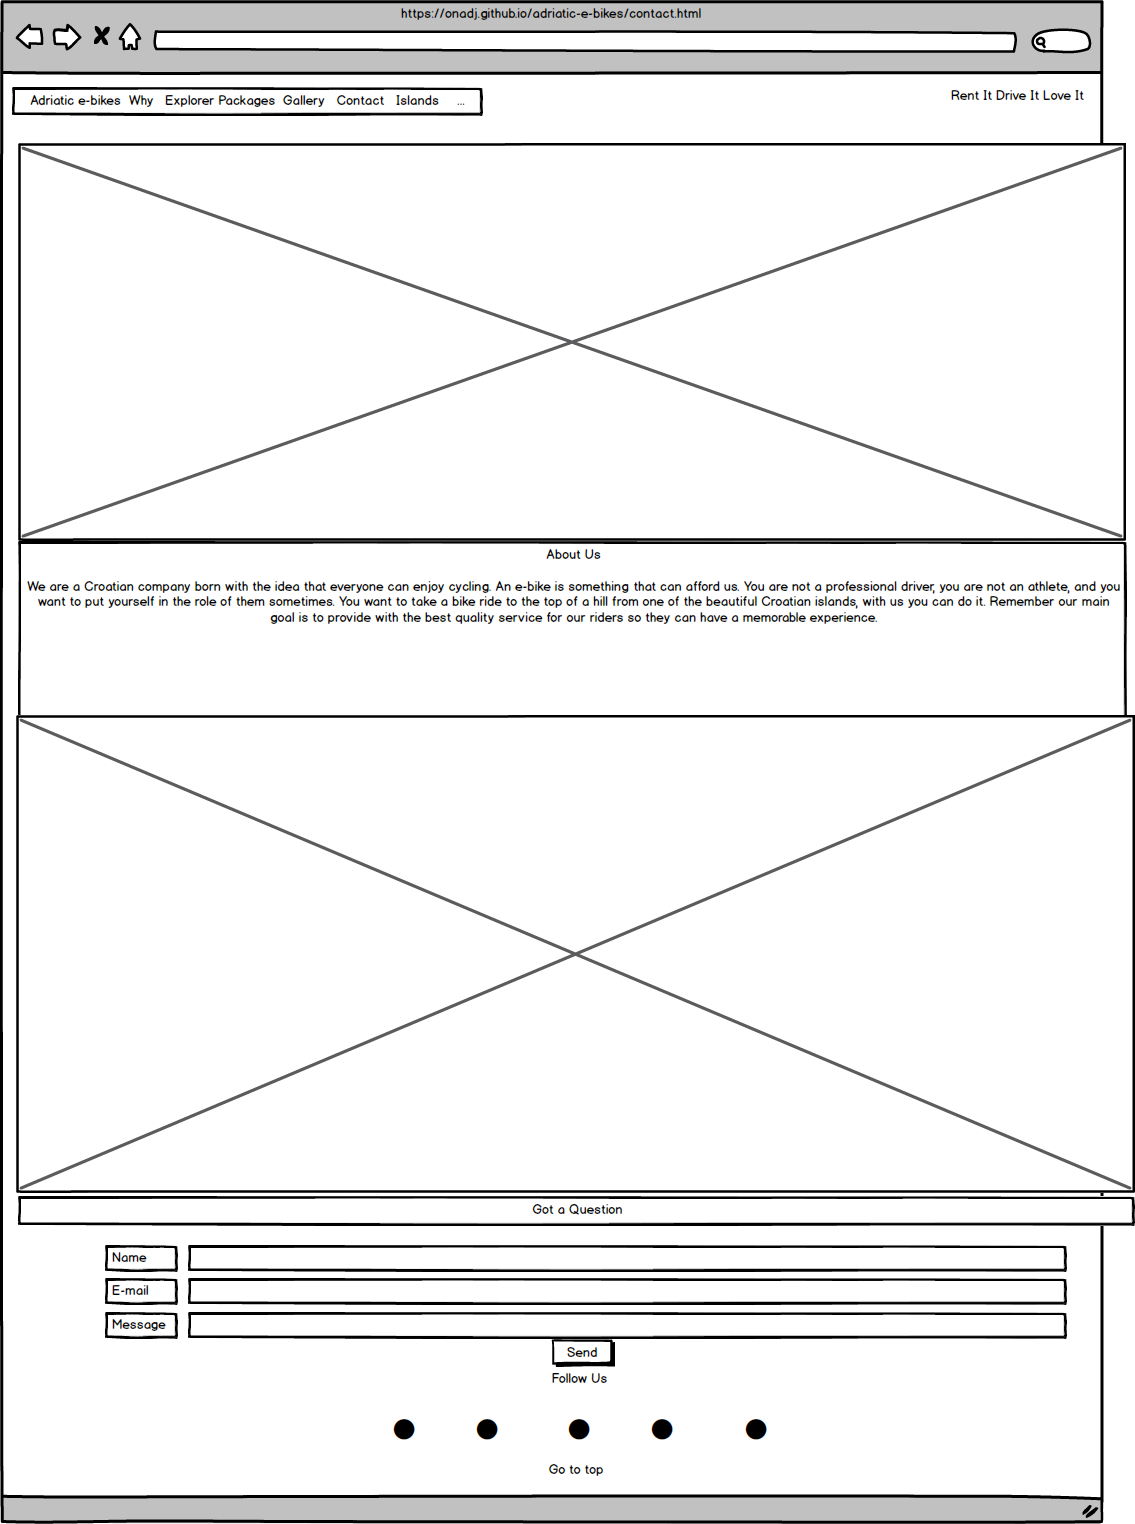 https://onadj.github.io/adriatic-e-bikes/contact.html
Adriatic e-bikes Why Explorer Packages Gallery Contact Islands ...
Rent It Drive It Love It
About Us
We are a Croatian company born with the idea that everyone can enjoy cycling. An e-bike is something that can afford us. You are not a professional driver, you are not an athlete, and you
want to put yourself in the role of them sometimes. You want to take a bike ride to the top of a hill from one of the beautiful Croatian islands, with us you can do it. Remember our main
goal is to provide with the best quality service for our riders so they can have a memorable experience.
Got a Question
Name
E-mail
Message
Send
Follow Us
Go to top